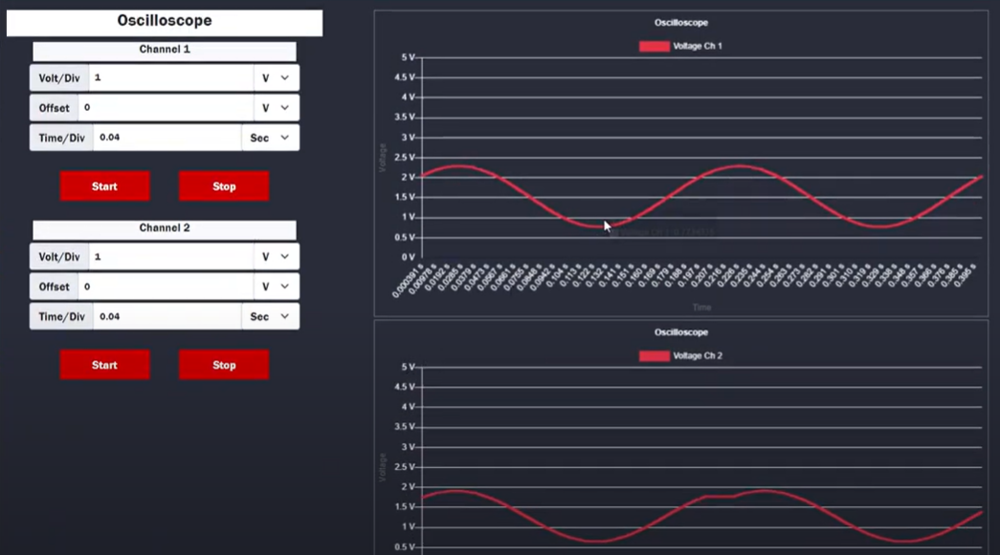 Oscilloscope
Channel 1
Volt/Div 1 V
Offset 0 V
Time/Div 0.04 Sec
Start Stop
Channel 2
Volt/Div 1 V
Offset 0 V
Time/Div 0.04 Sec
Start Stop
Oscilloscope
Voltage Ch 1
5 V
4.5 V
4 V
3.5 V
3 V
2.5 V
2 V
1.5 V
1 V
0.5 V
0 V
Voltage
0.000391 s
0.00978 s
0.0192 s
0.0285 s
0.0379 s
0.0473 s
0.0567 s
0.0661 s
0.0755 s
0.0848 s
0.0942 s
0.104 s
0.113 s
0.122 s
0.132 s
0.141 s
0.151 s
0.160 s
0.169 s
0.179 s
0.188 s
0.197 s
0.207 s
0.216 s
0.226 s
0.235 s
0.244 s
0.254 s
0.263 s
0.273 s
0.282 s
0.291 s
0.301 s
0.310 s
0.319 s
0.329 s
0.338 s
0.348 s
0.357 s
0.366 s
0.376 s
0.385 s
0.395 s
Time
Oscilloscope
Voltage Ch 2
5 V
4.5 V
4 V
3.5 V
3 V
2.5 V
2 V
1.5 V
1 V
0.5 V
Voltage